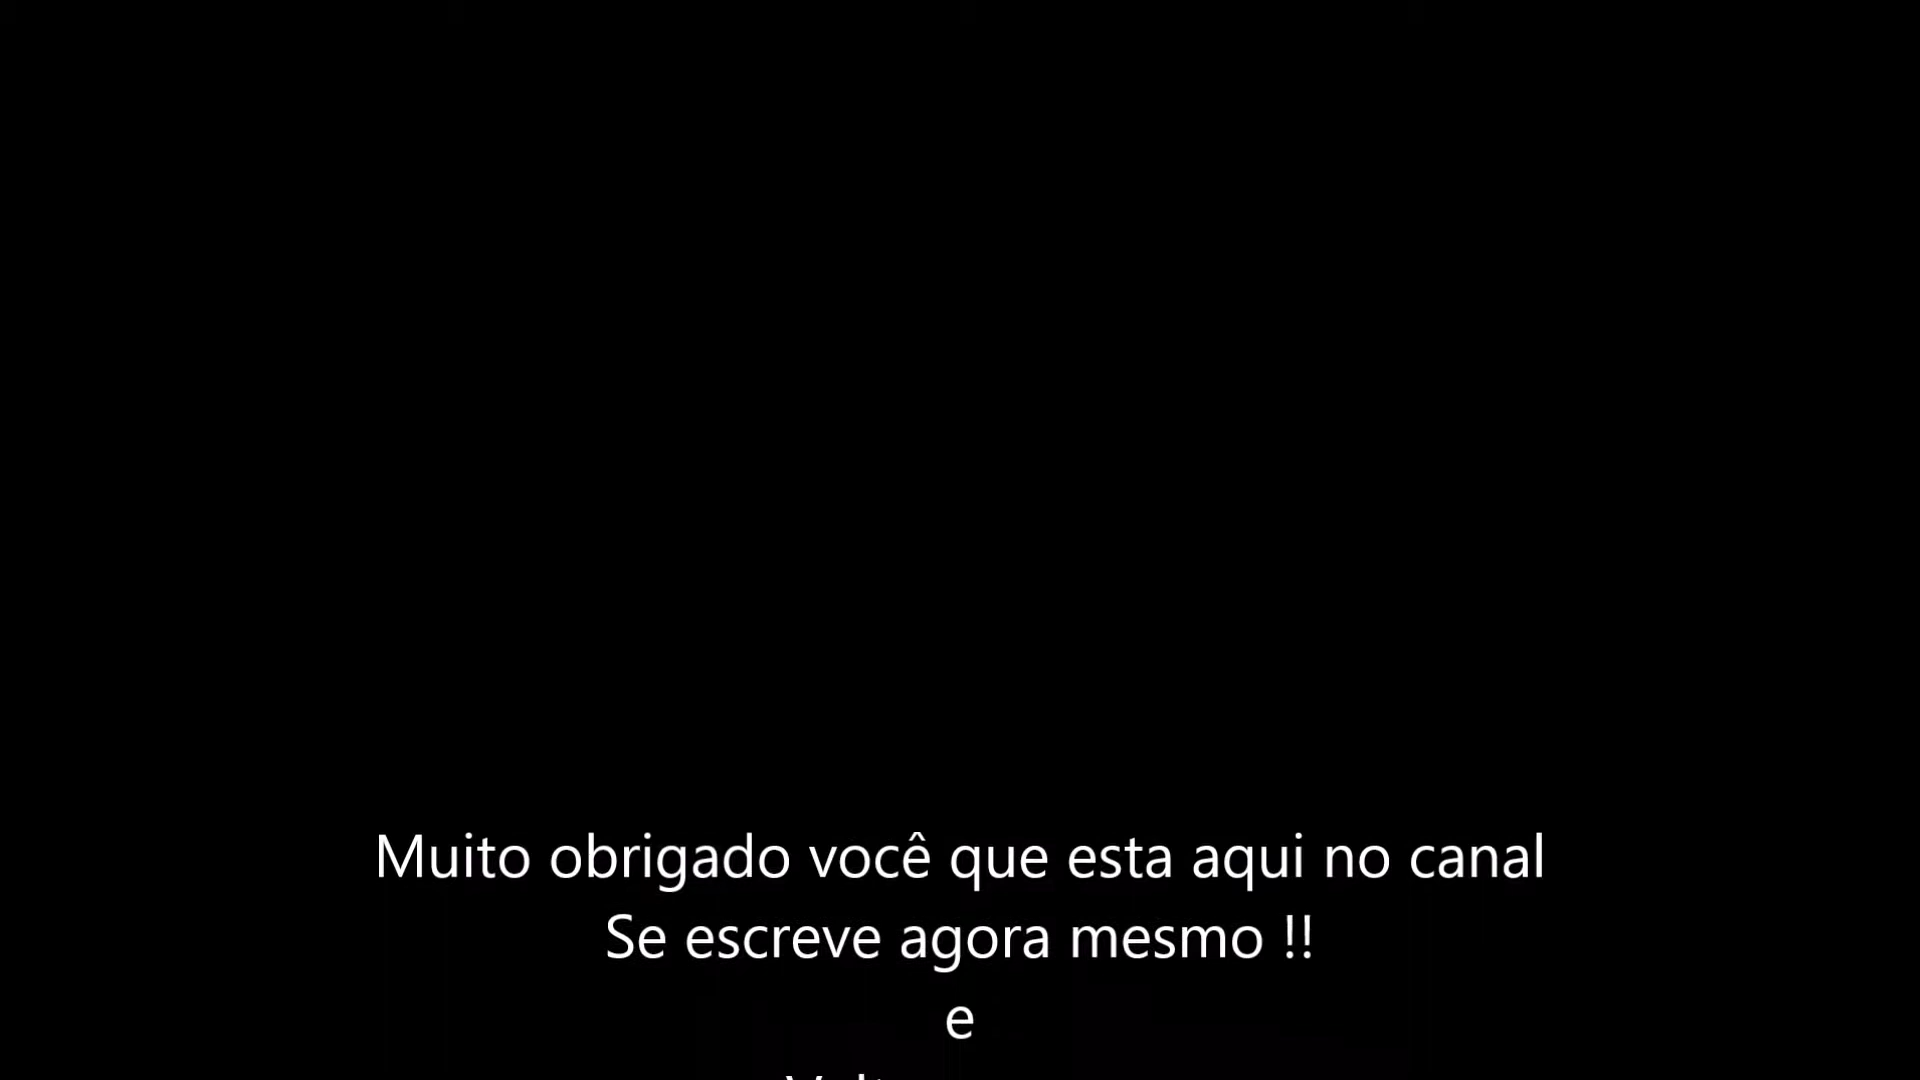 Muito obrigado você que esta aqui no canal
Se escreve agora mesmo !!
e